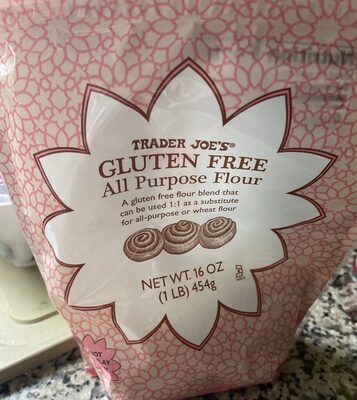 TRADER JOE'S®
GLUTEN FREE
All Purpose Flour
A gluten free flour blend that
can be used 1:1 as a substitute
for all-purpose or wheat flour
NET WT. 16 OZ
(1 LB) 454g